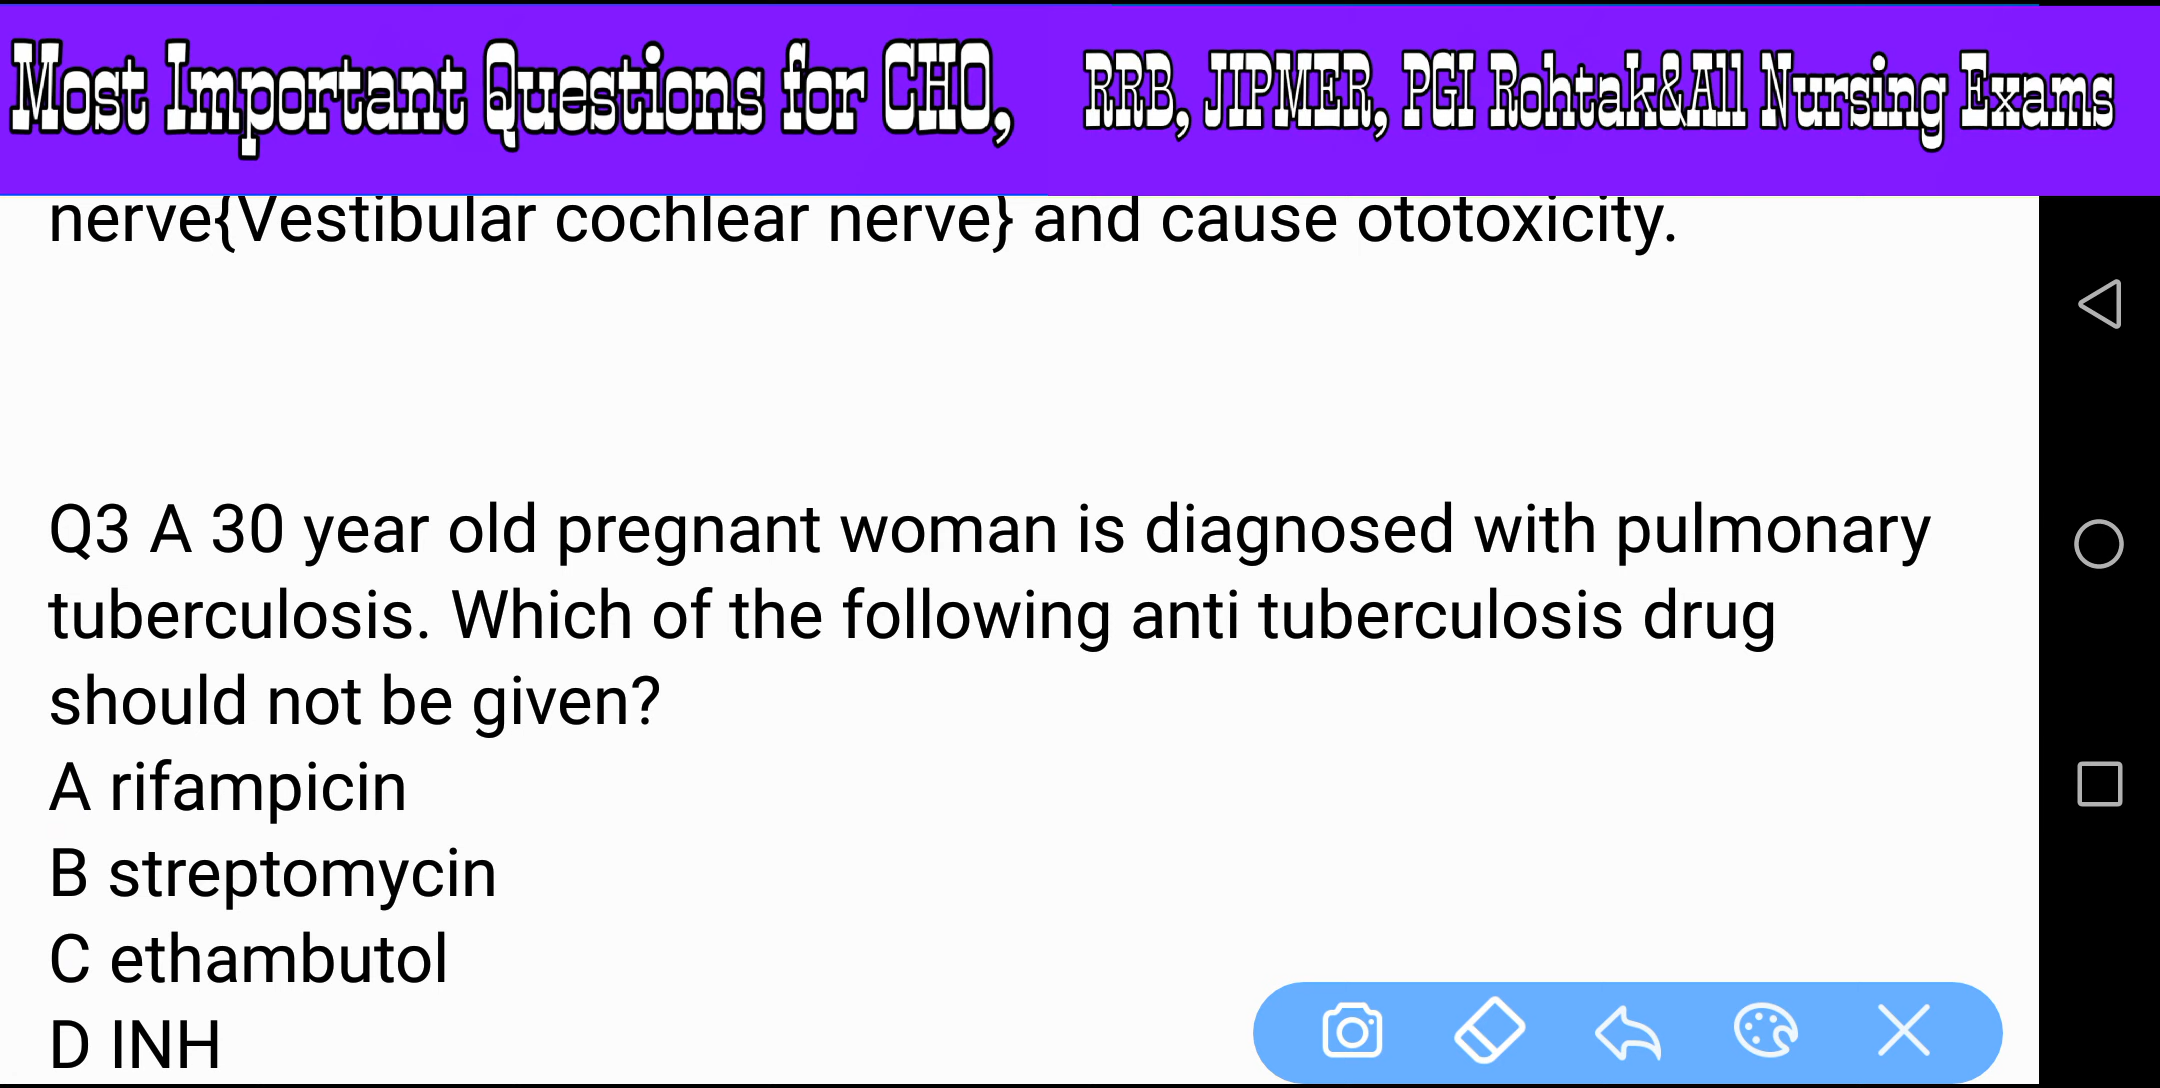 Most Important Questions for CHO, RRB, JIPMER, PGI Rohtak&All Nursing Exams
nerve{Vestibular cochlear nerve} and cause ototoxicity.
Q3 A 30 year old pregnant woman is diagnosed with pulmonary
tuberculosis. Which of the following anti tuberculosis drug
should not be given?
A rifampicin
B streptomycin
C ethambutol
D INH